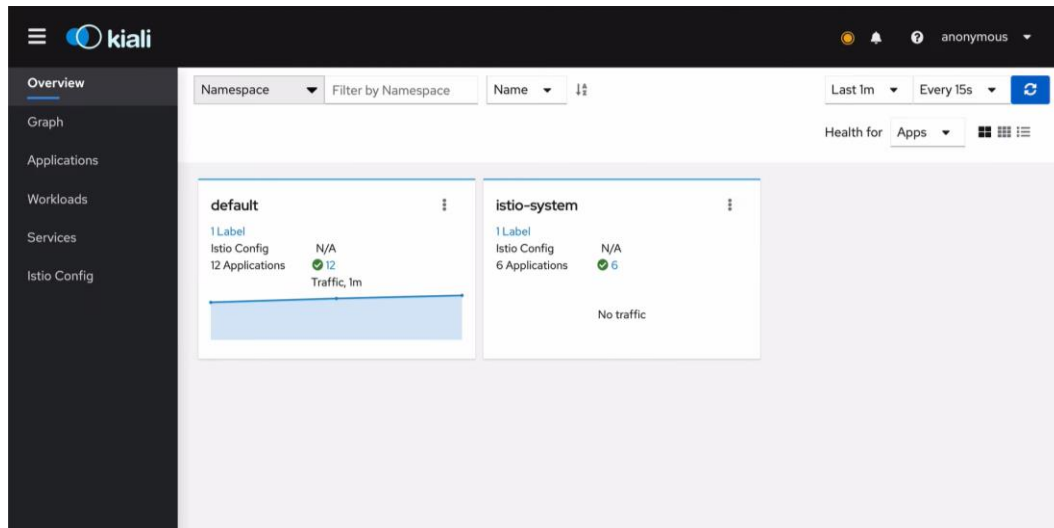 kiali
anonymous
Overview
Graph
Applications
Workloads
Services
Istio Config
Namespace
Filter by Namespace
Name
Last 1m
Every 15s
Health for
Apps
default
1 Label
Istio Config N/A
12 Applications 12
Traffic, 1m
istio-system
1 Label
Istio Config N/A
6 Applications 6
No traffic